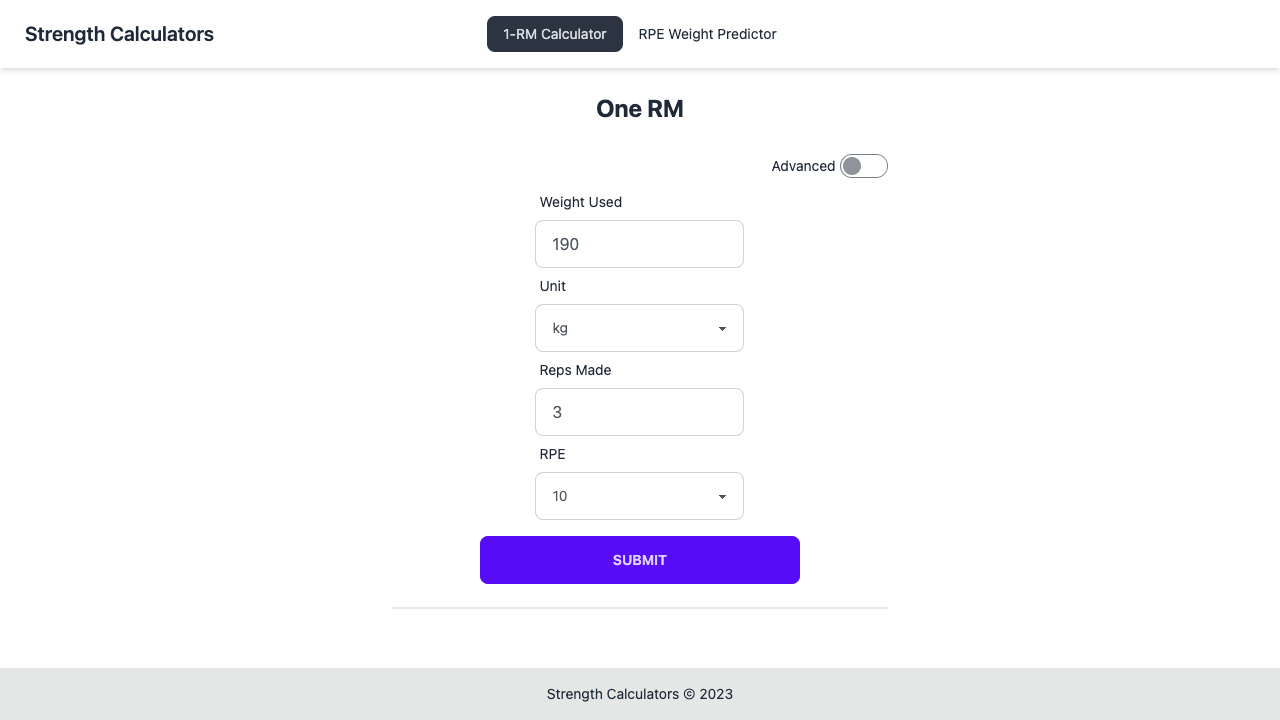 Strength Calculators
1-RM Calculator
RPE Weight Predictor
One RM
Advanced
Weight Used
190
Unit
kg
Reps Made
3
RPE
10
SUBMIT
Strength Calculators © 2023